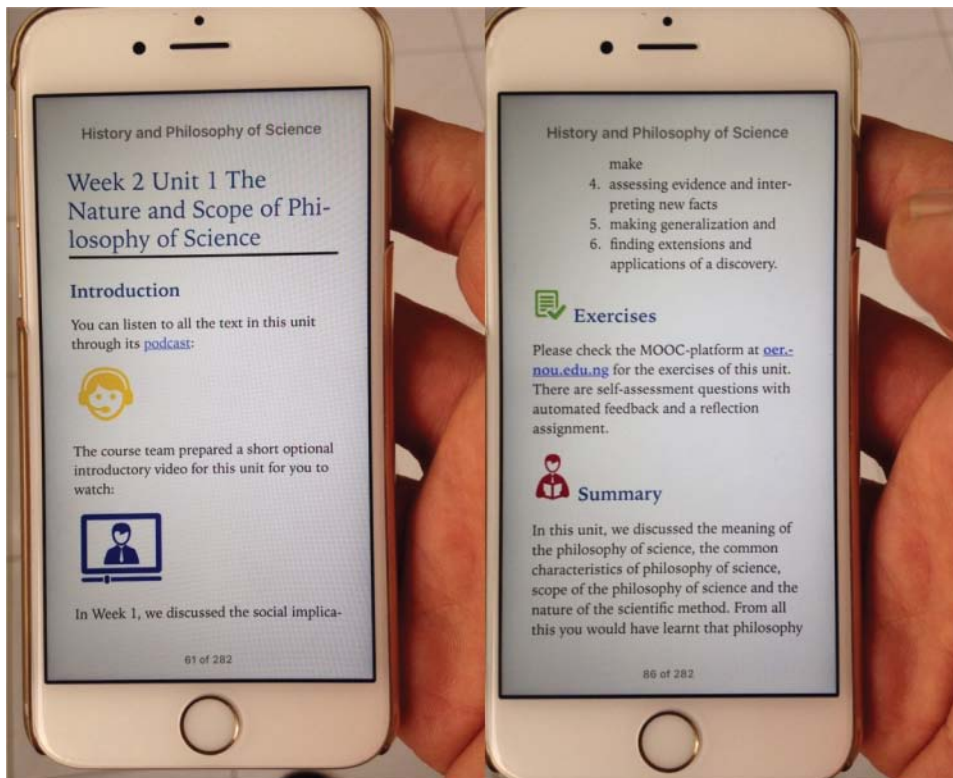 History and Philosophy of Science
Week 2 Unit 1 The
Nature and Scope of Phi-
losophy of Science
Introduction
You can listen to all the text in this unit
through its podcast:
The course team prepared a short optional
introductory video for this unit for you to
watch:
In Week 1, we discussed the social implica-
61 of 282
History and Philosophy of Science
make
4. assessing evidence and inter-
preting new facts
5. making generalization and
6. finding extensions and
applications of a discovery.
Exercises
Please check the MOOC-platform at oer.-
nou.edu.ng for the exercises of this unit.
There are self-assessment questions with
automated feedback and a reflection
assignment.
Summary
In this unit, we discussed the meaning of
the philosophy of science, the common
characteristics of philosophy of science,
scope of the philosophy of science and the
nature of the scientific method. From all
this you would have learnt that philosophy
86 of 282